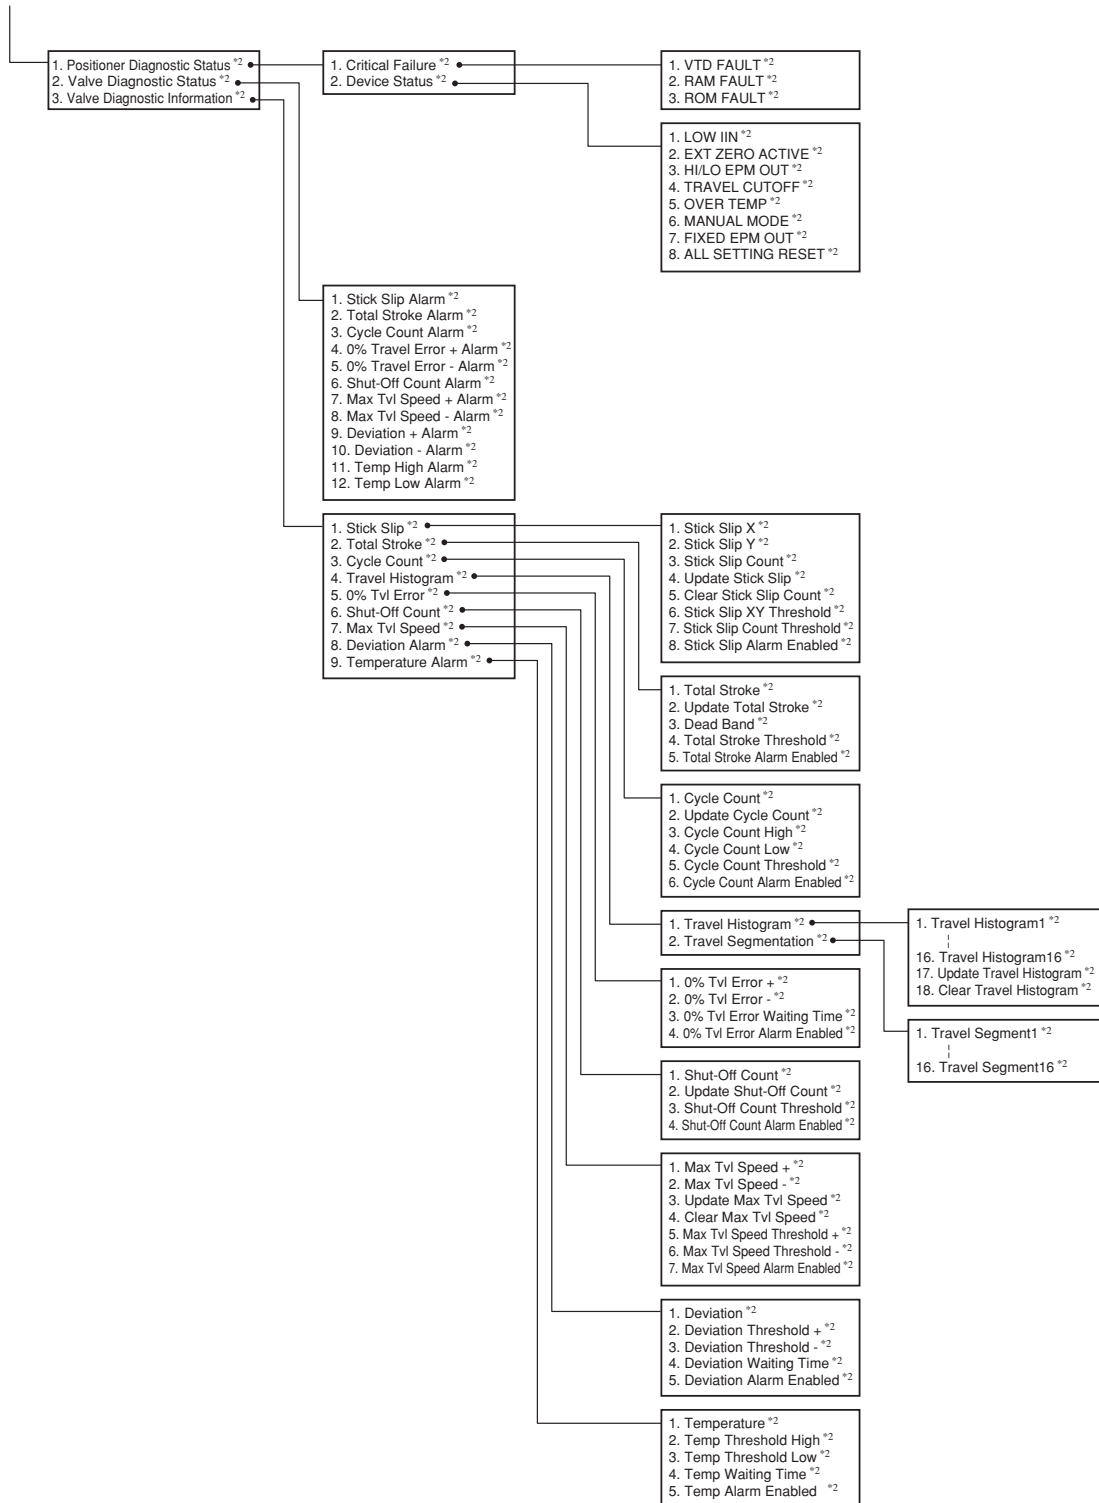 1. Positioner Diagnostic Status *2
2. Valve Diagnostic Status *2
3. Valve Diagnostic Information *2
1. Critical Failure *2
2. Device Status *2
1. VTD FAULT *2
2. RAM FAULT *2
3. ROM FAULT *2
1. LOW IIN *2
2. EXT ZERO ACTIVE *2
3. HI/LO EPM OUT *2
4. TRAVEL CUTOFF *2
5. OVER TEMP *2
6. MANUAL MODE *2
7. FIXED EPM OUT *2
8. ALL SETTING RESET *2
1. Stick Slip Alarm *2
2. Total Stroke Alarm *2
3. Cycle Count Alarm *2
4. 0% Travel Error + Alarm *2
5. 0% Travel Error - Alarm *2
6. Shut-Off Count Alarm *2
7. Max Tvl Speed + Alarm *2
8. Max Tvl Speed - Alarm *2
9. Deviation + Alarm *2
10. Deviation - Alarm *2
11. Temp High Alarm *2
12. Temp Low Alarm *2
1. Stick Slip *2
2. Total Stroke *2
3. Cycle Count *2
4. Travel Histogram *2
5. 0% Tvl Error *2
6. Shut-Off Count *2
7. Max Tvl Speed *2
8. Deviation Alarm *2
9. Temperature Alarm *2
1. Stick Slip X *2
2. Stick Slip Y *2
3. Stick Slip Count *2
4. Update Stick Slip *2
5. Clear Stick Slip Count *2
6. Stick Slip XY Threshold *2
7. Stick Slip Count Threshold *2
8. Stick Slip Alarm Enabled *2
1. Total Stroke *2
2. Update Total Stroke *2
3. Dead Band *2
4. Total Stroke Threshold *2
5. Total Stroke Alarm Enabled *2
1. Cycle Count *2
2. Update Cycle Count *2
3. Cycle Count High *2
4. Cycle Count Low *2
5. Cycle Count Threshold *2
6. Cycle Count Alarm Enabled *2
1. Travel Histogram *2
2. Travel Segmentation *2
1. Travel Histogram1 *2
16. Travel Histogram16 *2
17. Update Travel Histogram *2
18. Clear Travel Histogram *2
1. Travel Segment1 *2
16. Travel Segment16 *2
1. 0% Tvl Error + *2
2. 0% Tvl Error - *2
3. 0% Tvl Error Waiting Time *2
4. 0% Tvl Error Alarm Enabled *2
1. Shut-Off Count *2
2. Update Shut-Off Count *2
3. Shut-Off Count Threshold *2
4. Shut-Off Count Alarm Enabled *2
1. Max Tvl Speed + *2
2. Max Tvl Speed - *2
3. Update Max Tvl Speed *2
4. Clear Max Tvl Speed *2
5. Max Tvl Speed Threshold + *2
6. Max Tvl Speed Threshold - *2
7. Max Tvl Speed Alarm Enabled *2
1. Deviation *2
2. Deviation Threshold + *2
3. Deviation Threshold - *2
4. Deviation Waiting Time *2
5. Deviation Alarm Enabled *2
1. Temperature *2
2. Temp Threshold High *2
3. Temp Threshold Low *2
4. Temp Waiting Time *2
5. Temp Alarm Enabled *2